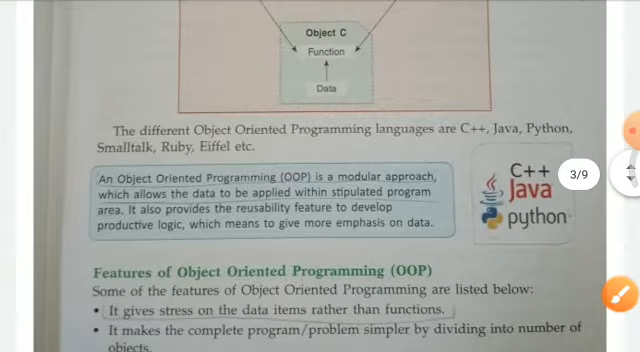 Object C
Function
Data
The different Object Oriented Programming languages are C++, Java, Python,
Smalltalk, Ruby, Eiffel etc.
An Object Oriented Programming (OOP) is a modular approach,
which allows the data to be applied within stipulated program
area. It also provides the reusability feature to develop
productive logic, which means to give more emphasis on data.
C++
Java
python
3/9
Features of Object Oriented Programming (OOP)
Some of the features of Object Oriented Programming are listed below:
• It gives stress on the data items rather than functions.
• It makes the complete program/problem simpler by dividing into number of
objects.